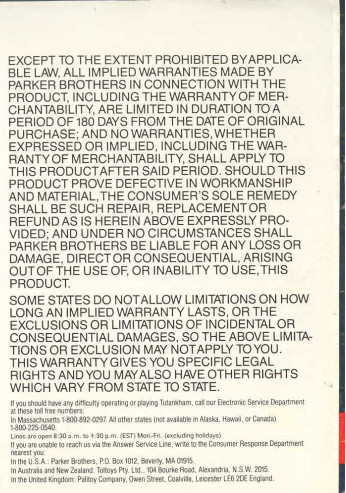 EXCEPT TO THE EXTENT PROHIBITED BY APPLICA-
BLE LAW, ALL IMPLIED WARRANTIES MADE BY
PARKER BROTHERS IN CONNECTION WITH THE
PRODUCT, INCLUDING THE WARRANTY OF MER-
CHANTABILITY, ARE LIMITED IN DURATION TO A
PERIOD OF 180 DAYS FROM THE DATE OF ORIGINAL
PURCHASE; AND NO WARRANTIES, WHETHER
EXPRESSED OR IMPLIED, INCLUDING THE WAR-
RANTY OF MERCHANTABILITY, SHALL APPLY TO
THIS PRODUCT AFTER SAID PERIOD. SHOULD THIS
PRODUCT PROVE DEFECTIVE IN WORKMANSHIP
AND MATERIAL, THE CONSUMER'S SOLE REMEDY
SHALL BE SUCH REPAIR, REPLACEMENT OR
REFUND AS IS HEREIN ABOVE EXPRESSLY PRO-
VIDED; AND UNDER NO CIRCUMSTANCES SHALL
PARKER BROTHERS BE LIABLE FOR ANY LOSS OR
DAMAGE, DIRECT OR CONSEQUENTIAL, ARISING
OUT OF THE USE OF, OR INABILITY TO USE, THIS
PRODUCT.
SOME STATES DO NOT ALLOW LIMITATIONS ON HOW
LONG AN IMPLIED WARRANTY LASTS, OR THE
EXCLUSIONS OR LIMITATIONS OF INCIDENTAL OR
CONSEQUENTIAL DAMAGES, SO THE ABOVE LIMITA-
TIONS OR EXCLUSION MAY NOT APPLY TO YOU.
THIS WARRANTY GIVES YOU SPECIFIC LEGAL
RIGHTS AND YOU MAY ALSO HAVE OTHER RIGHTS
WHICH VARY FROM STATE TO STATE.
If you should have any difficulty operating or playing Tutankham, call our Electronic Service Department
at these toll free numbers:
In Massachusetts 1-800-892-0297. All other states (not available in Alaska, Hawaii, or Canada)
1-800-225-0540.
Lines are open 8:30 a.m. to 4:30 p.m. (EST) Mon.-Fri. (excluding holidays)
If you are unable to reach us via the Answer Service Line, write to the Consumer Response Department
nearest you:
In the U.S.A.: Parker Brothers, P.O. Box 1012, Beverly, MA 01915.
In Australia and New Zealand: Toltoys Pty. Ltd., 104 Bourke Road, Alexandria, N.S.W. 2015.
In the United Kingdom: Palitoy Company, Owen Street, Coalville, Leicester LE6 2DE England.